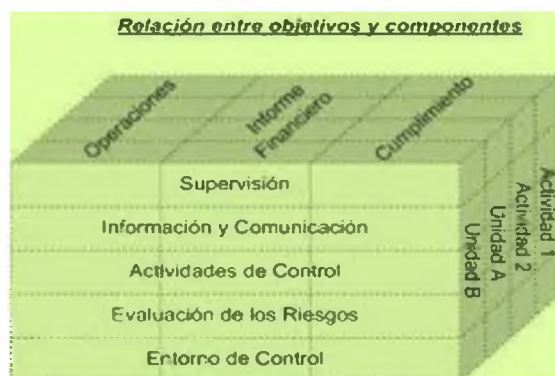 Relación entre objetivos y componentes
Operaciones
Informe
Financiero
Cumplimiento
Supervisión
Información y Comunicación
Actividades de Control
Evaluación de los Riesgos
Entorno de Control
Unidad B
Unidad A
Actividad 2
Actividad 1